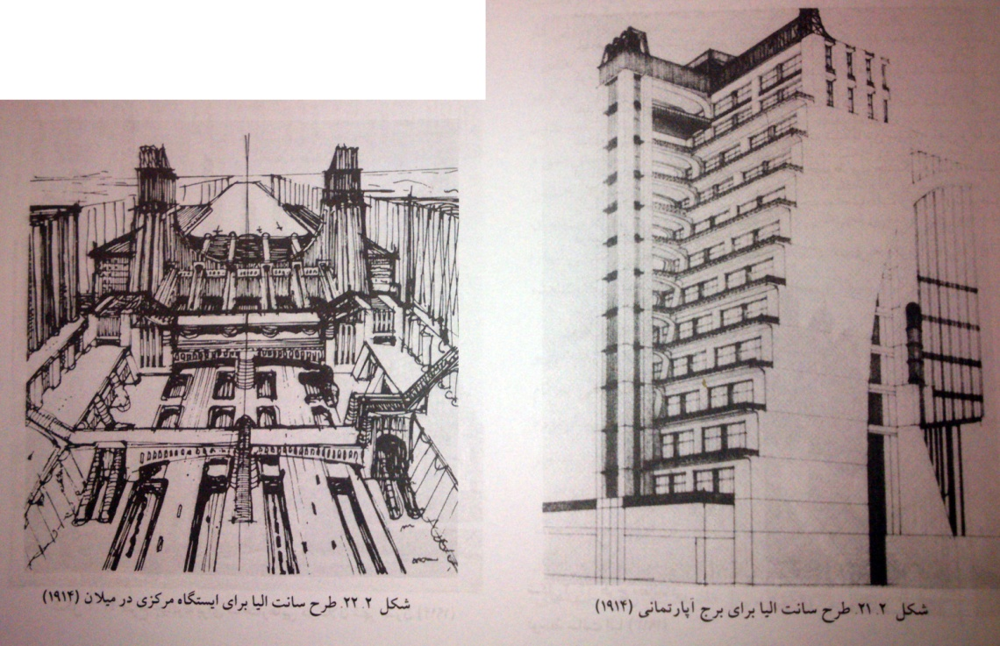 شکل ۲. ۲۱. طرح سانت الیا برای برج آپارتمانی (۱۹۱۴)
شکل ۲. ۲۲. طرح سانت الیا برای ایستگاه مرکزی در میلان (۱۹۱۴)